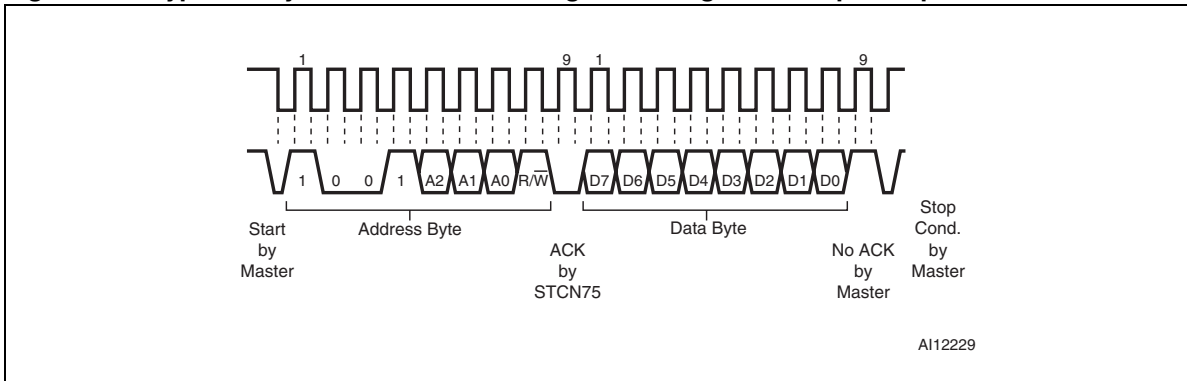 1 9 1 9
1 0 0 1 A2 A1 A0 R/W̅ D7 D6 D5 D4 D3 D2 D1 D0
Start
by
Master
Address Byte
ACK
by
STCN75
Data Byte
No ACK
by
Master
Stop
Cond.
by
Master
AI12229